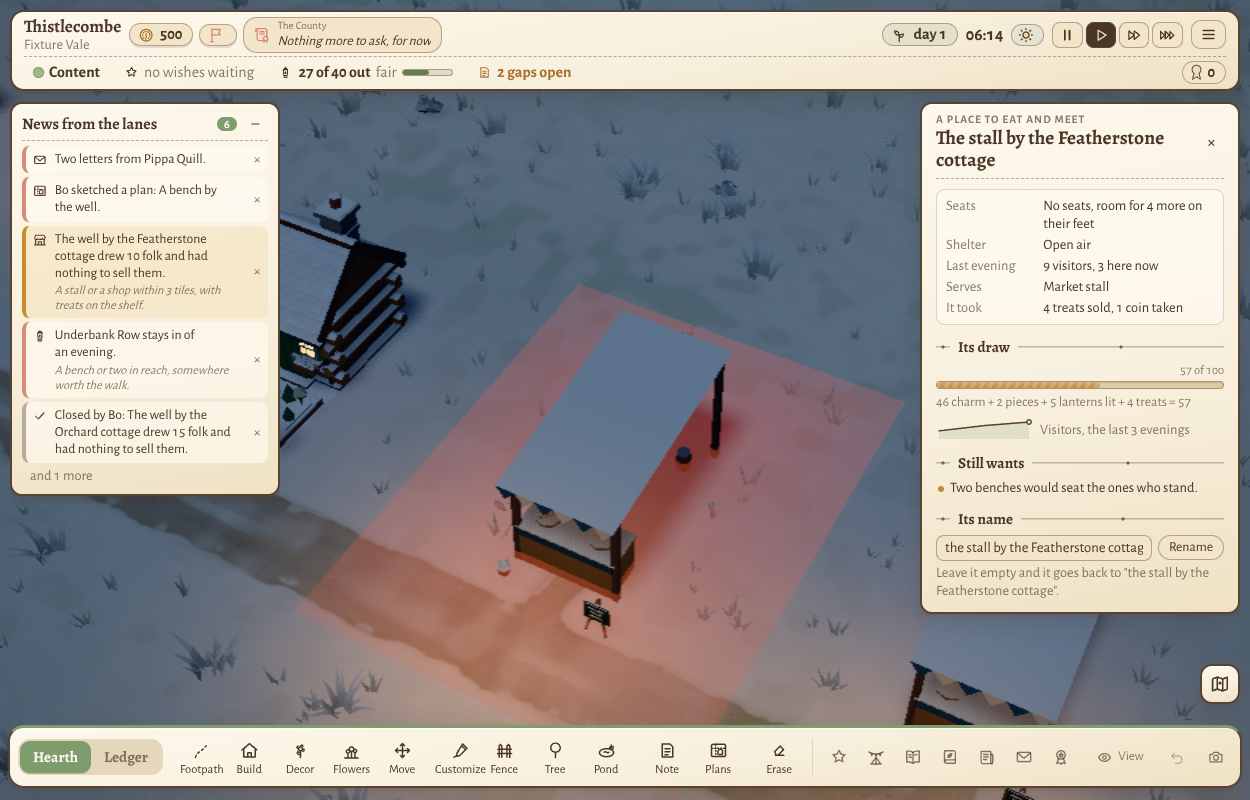 Thistlecombe
Fixture Vale
500
The County
Nothing more to ask, for now
day 1
06:14
Content
no wishes waiting
27 of 40 out fair
2 gaps open
0
News from the lanes
6
Two letters from Pippa Quill.
Bo sketched a plan: A bench by
the well.
The well by the Featherstone
cottage drew 10 folk and had
nothing to sell them.
A stall or a shop within 3 tiles, with
treats on the shelf.
Underbank Row stays in of
an evening.
A bench or two in reach, somewhere
worth the walk.
Closed by Bo: The well by the
Orchard cottage drew 15 folk and
had nothing to sell them.
and 1 more
A PLACE TO EAT AND MEET
The stall by the Featherstone
cottage
Seats No seats, room for 4 more on
their feet
Shelter Open air
Last evening 9 visitors, 3 here now
Serves Market stall
It took 4 treats sold, 1 coin taken
Its draw
57 of 100
46 charm + 2 pieces + 5 lanterns lit + 4 treats = 57
Visitors, the last 3 evenings
Still wants
Two benches would seat the ones who stand.
Its name
the stall by the Featherstone cottag
Rename
Leave it empty and it goes back to "the stall by the
Featherstone cottage".
Hearth
Ledger
Footpath
Build
Decor
Flowers
Move
Customize
Fence
Tree
Pond
Note
Plans
Erase
View